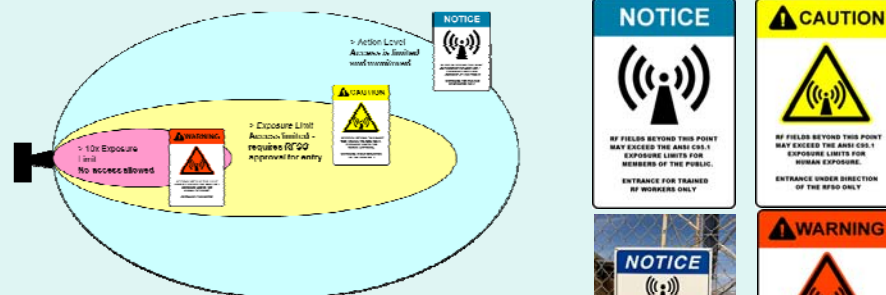 NOTICE
> Action Level
Access is limited
and monitored
CAUTION
> Exposure Limit
Access limited -
requires RFSO
approval for entry
WARNING
> 10x Exposure
Limit
No access allowed
NOTICE
RF FIELDS BEYOND THIS POINT
MAY EXCEED THE ANSI C95.1
EXPOSURE LIMITS FOR
MEMBERS OF THE PUBLIC.
ENTRANCE FOR TRAINED
RF WORKERS ONLY
CAUTION
RF FIELDS BEYOND THIS POINT
MAY EXCEED THE ANSI C95.1
EXPOSURE LIMITS FOR
HUMAN EXPOSURE.
ENTRANCE UNDER DIRECTION
OF THE RFSO ONLY
NOTICE
WARNING